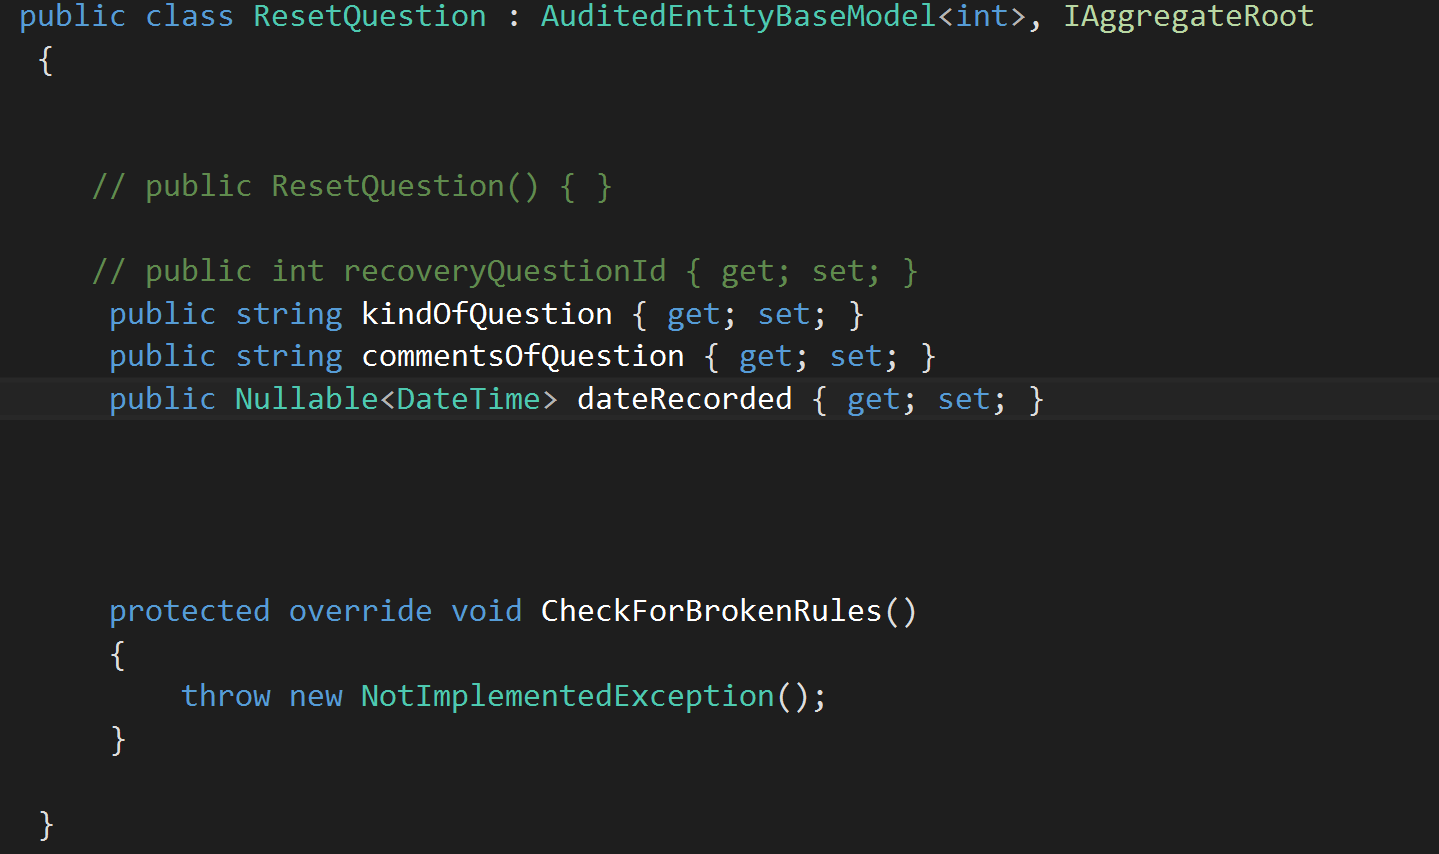 public class ResetQuestion : AuditedEntityBaseModel<int>, IAggregateRoot
{
// public ResetQuestion() { }
// public int recoveryQuestionId { get; set; }
public string kindOfQuestion { get; set; }
public string commentsOfQuestion { get; set; }
public Nullable<DateTime> dateRecorded { get; set; }
protected override void CheckForBrokenRules()
{
throw new NotImplementedException();
}
}